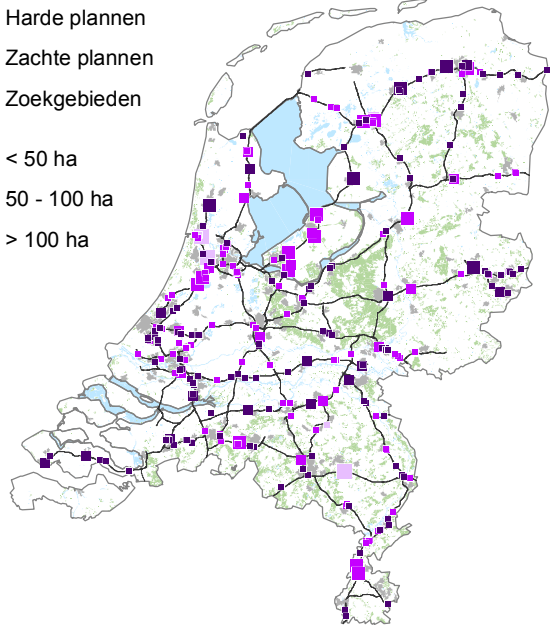 Harde plannen
Zachte plannen
Zoekgebieden
< 50 ha
50 - 100 ha
> 100 ha